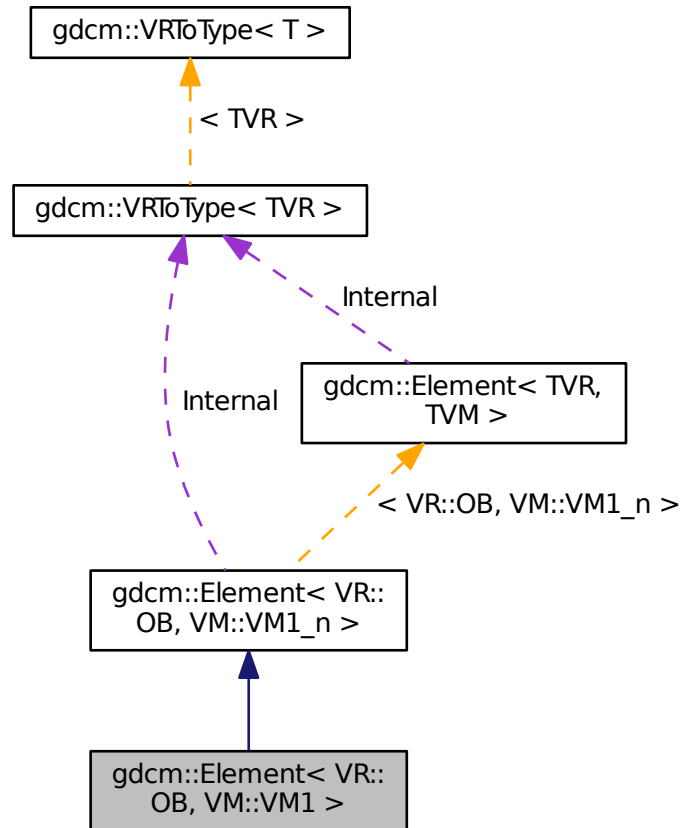 gdcm::VRToType< T >
< TVR >
gdcm::VRToType< TVR >
Internal
gdcm::Element< TVR,
TVM >
Internal
< VR::OB, VM::VM1_n >
gdcm::Element< VR::
OB, VM::VM1_n >
gdcm::Element< VR::
OB, VM::VM1 >